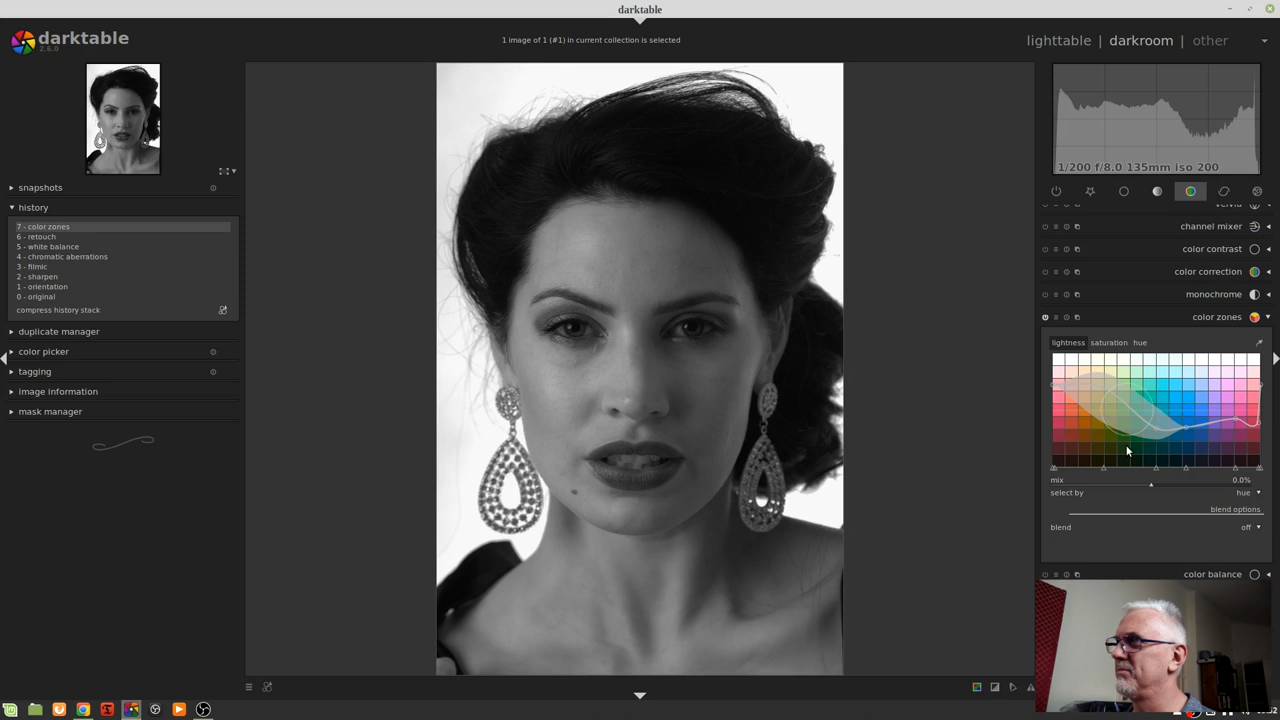 darktable
darktable
2.6.0
1 image of 1 (#1) in current collection is selected
lighttable | darkroom | other
1/200 f/8.0 135mm iso 200
snapshots
history
7 - color zones
6 - retouch
5 - white balance
4 - chromatic aberrations
3 - filmic
2 - sharpen
1 - orientation
0 - original
compress history stack
duplicate manager
color picker
tagging
image information
mask manager
velvia
channel mixer
color contrast
color correction
monochrome
color zones
lightness saturation hue
mix 0.0%
select by hue
blend options
blend off
color balance